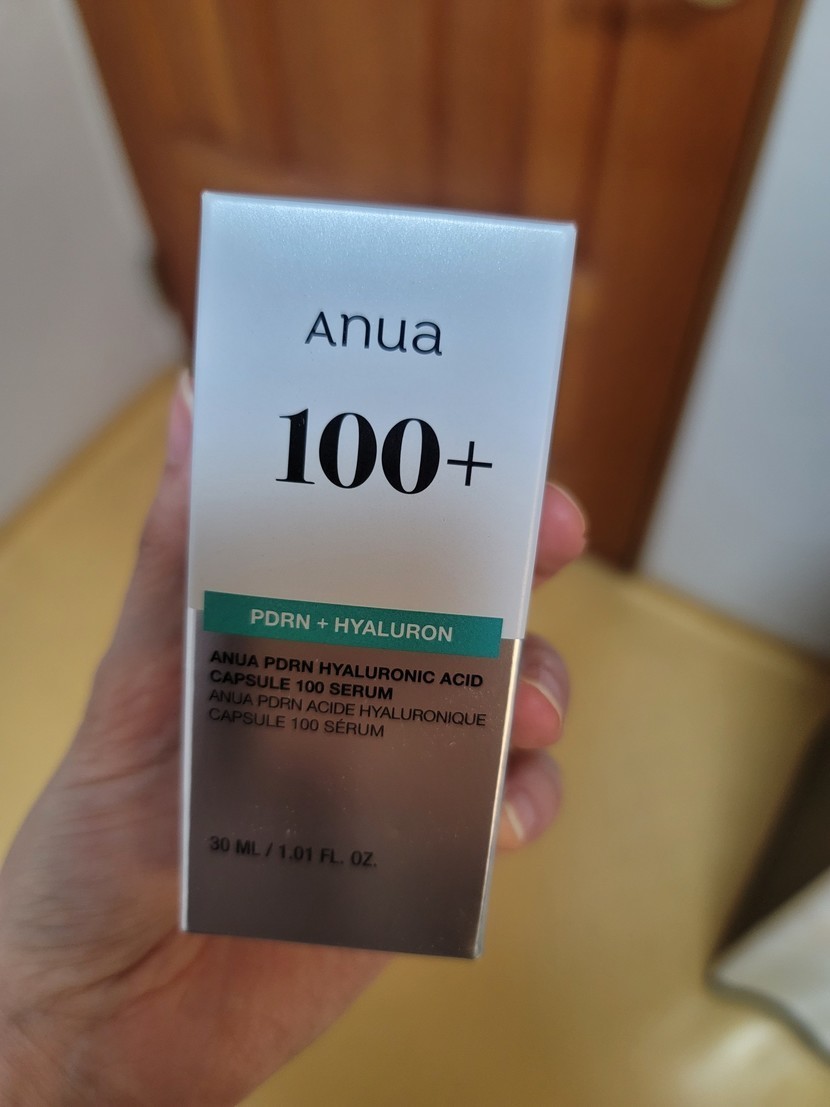 Anua
100+
PDRN + HYALURON
ANUA PDRN HYALURONIC ACID
CAPSULE 100 SERUM
ANUA PDRN ACIDE HYALURONIQUE
CAPSULE 100 SÉRUM
30 ML / 1.01 FL. OZ.